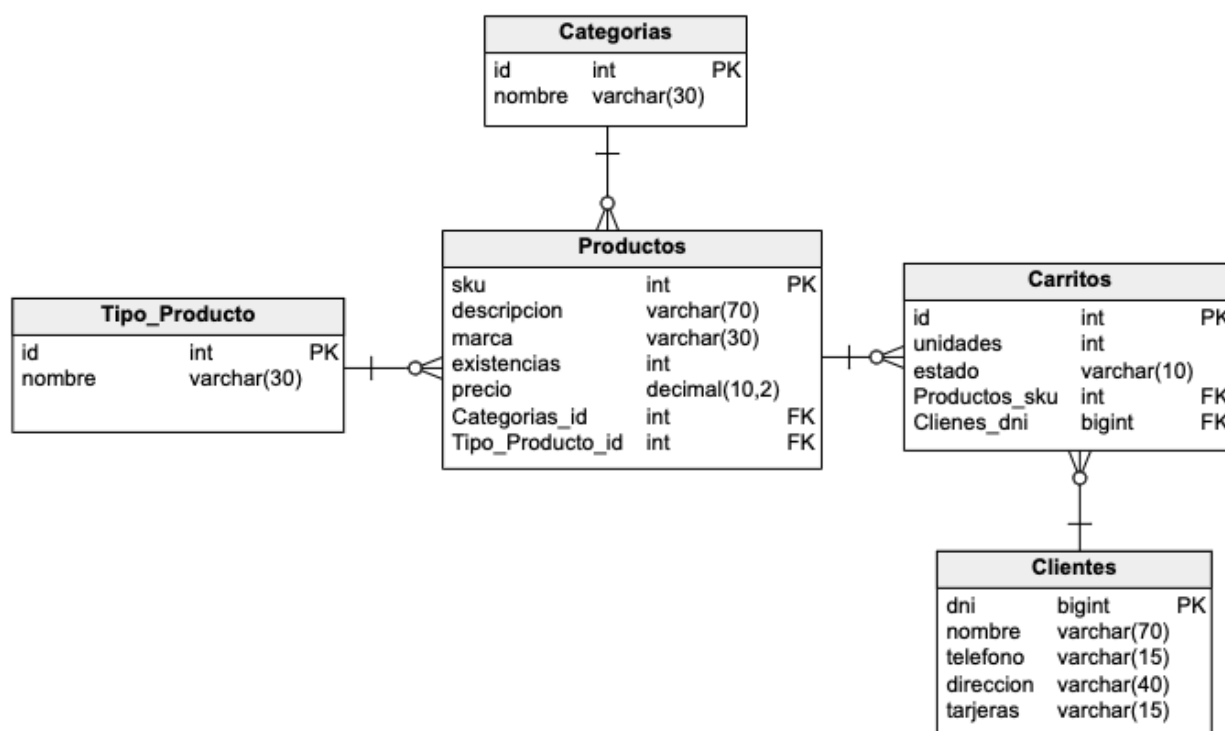 Categorias
id int PK
nombre varchar(30)
Productos
sku int PK
descripcion varchar(70)
marca varchar(30)
existencias int
precio decimal(10,2)
Categorias_id int FK
Tipo_Producto_id int FK
Tipo_Producto
id int PK
nombre varchar(30)
Carritos
id int PK
unidades int
estado varchar(10)
Productos_sku int FK
Clienes_dni bigint FK
Clientes
dni bigint PK
nombre varchar(70)
telefono varchar(15)
direccion varchar(40)
tarjeras varchar(15)